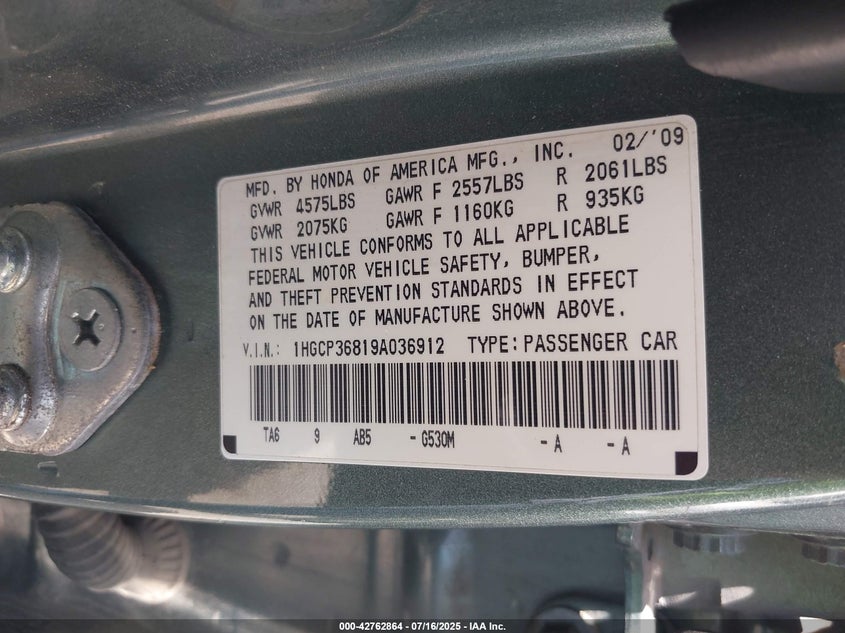 MFD. BY HONDA OF AMERICA MFG., INC. 02/'09
GVWR 4575LBS GAWR F 2557LBS R 2061LBS
GVWR 2075KG GAWR F 1160KG R 935KG
THIS VEHICLE CONFORMS TO ALL APPLICABLE
FEDERAL MOTOR VEHICLE SAFETY, BUMPER,
AND THEFT PREVENTION STANDARDS IN EFFECT
ON THE DATE OF MANUFACTURE SHOWN ABOVE.
V.I.N.: 1HGCP36819A036912 TYPE:PASSENGER CAR
TA6 9 AB5 -G530M -A -A
000-42762864 - 07/16/2025 - IAA Inc.